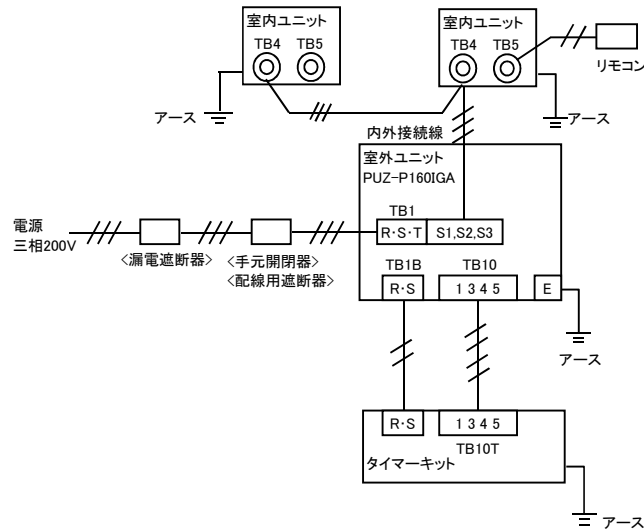 室内ユニット
TB4 TB5
アース
室内ユニット
TB4 TB5
リモコン
アース
内外接続線
室外ユニット
PUZ-P160IGA
TB1
R・S・T S1,S2,S3
電源
三相200V
<漏電遮断器>
<手元開閉器>
<配線用遮断器>
TB1B TB10
R・S 1 3 4 5 E
アース
R・S 1 3 4 5
TB10T
タイマーキット
アース